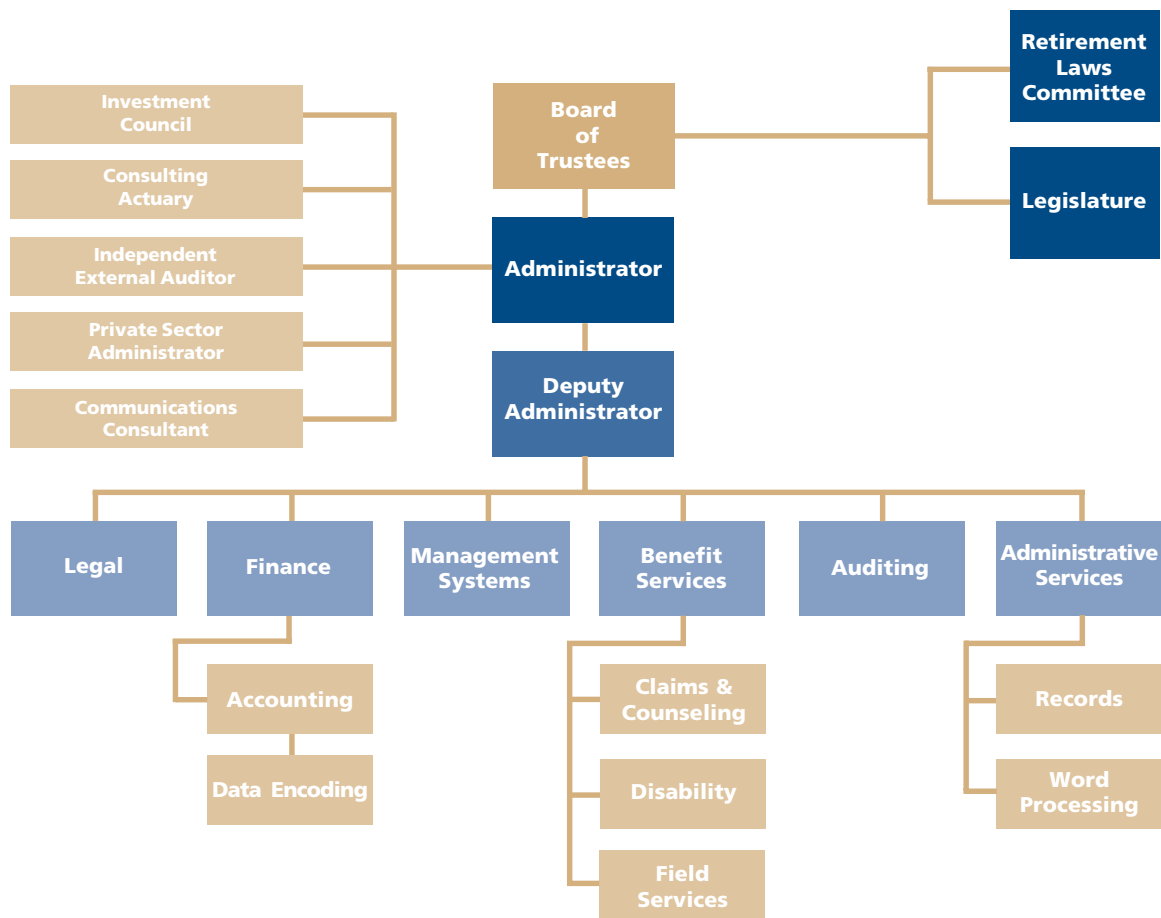 Retirement
Laws
Committee
Investment
Council
Board
of
Trustees
Consulting
Actuary
Legislature
Independent
External Auditor
Administrator
Private Sector
Administrator
Deputy
Administrator
Communications
Consultant
Legal
Finance
Management
Systems
Benefit
Services
Auditing
Administrative
Services
Accounting
Claims &
Counseling
Records
Data Encoding
Disability
Word
Processing
Field
Services